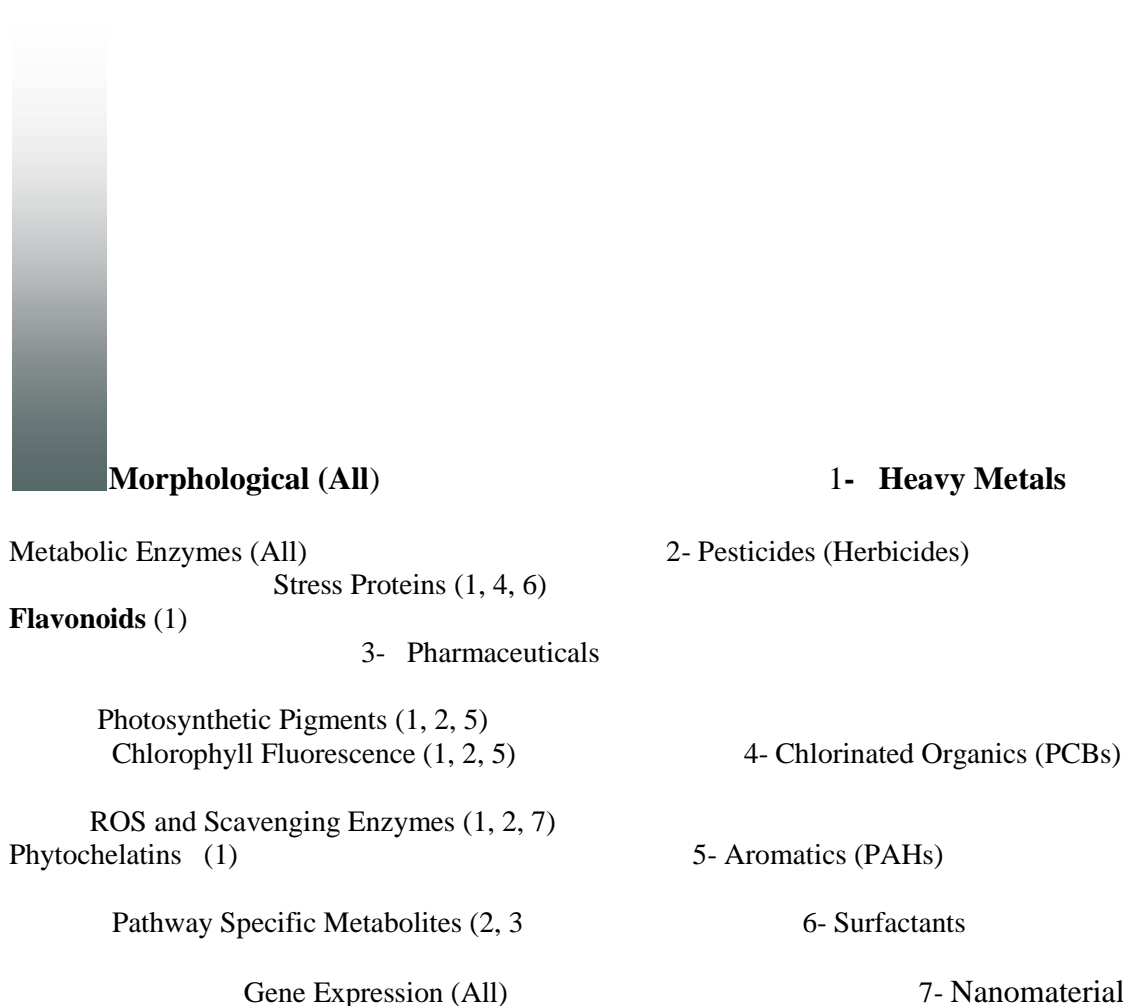 Morphological (All) 1- Heavy Metals
Metabolic Enzymes (All) 2- Pesticides (Herbicides)
Stress Proteins (1, 4, 6)
Flavonoids (1)
3- Pharmaceuticals
Photosynthetic Pigments (1, 2, 5)
Chlorophyll Fluorescence (1, 2, 5) 4- Chlorinated Organics (PCBs)
ROS and Scavenging Enzymes (1, 2, 7)
Phytochelatins (1) 5- Aromatics (PAHs)
Pathway Specific Metabolites (2, 3 6- Surfactants
Gene Expression (All) 7- Nanomaterial